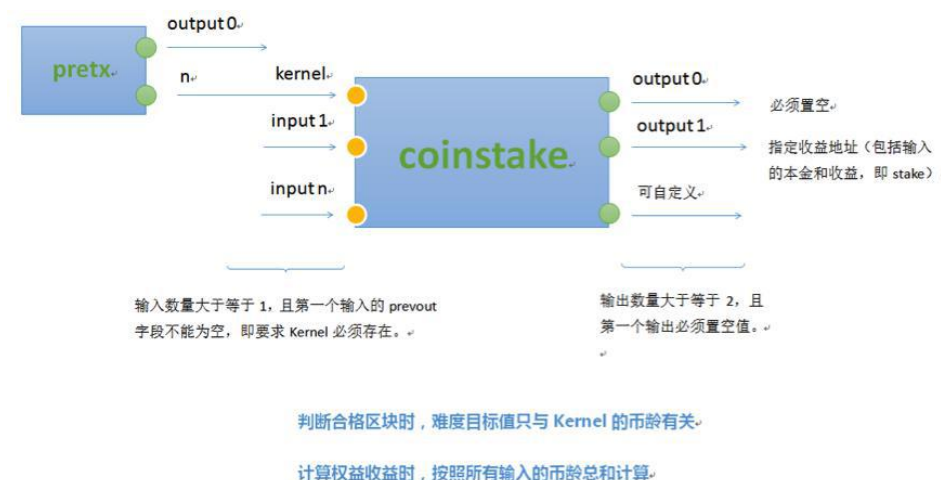 output 0
pretx
n
kernel
input 1
input n
coinstake
output 0
必须置空
output 1
指定收益地址（包括输入
的本金和收益，即 stake）
可自定义
输入数量大于等于 1，且第一个输入的 prevout
字段不能为空，即要求 Kernel 必须存在。
输出数量大于等于 2，且
第一个输出必须置空值。
判断合格区块时，难度目标值只与 Kernel 的币龄有关
计算权益收益时，按照所有输入的币龄总和计算